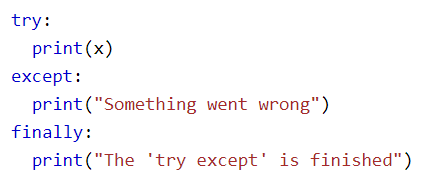 try:
  print(x)
except:
  print("Something went wrong")
finally:
  print("The 'try except' is finished")